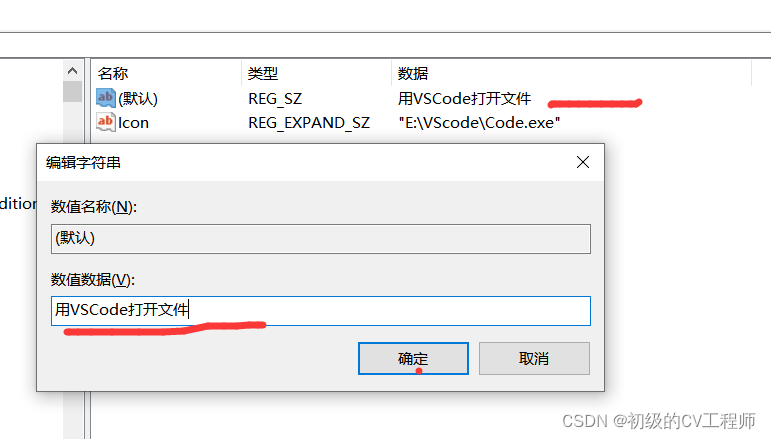 名称 类型 数据
ab (默认) REG_SZ 用VSCode打开文件
ab Icon REG_EXPAND_SZ "E:\VScode\Code.exe"
编辑字符串
dition
数值名称(N):
(默认)
数值数据(V):
用VSCode打开文件
确定 取消
CSDN @初级的CV工程师